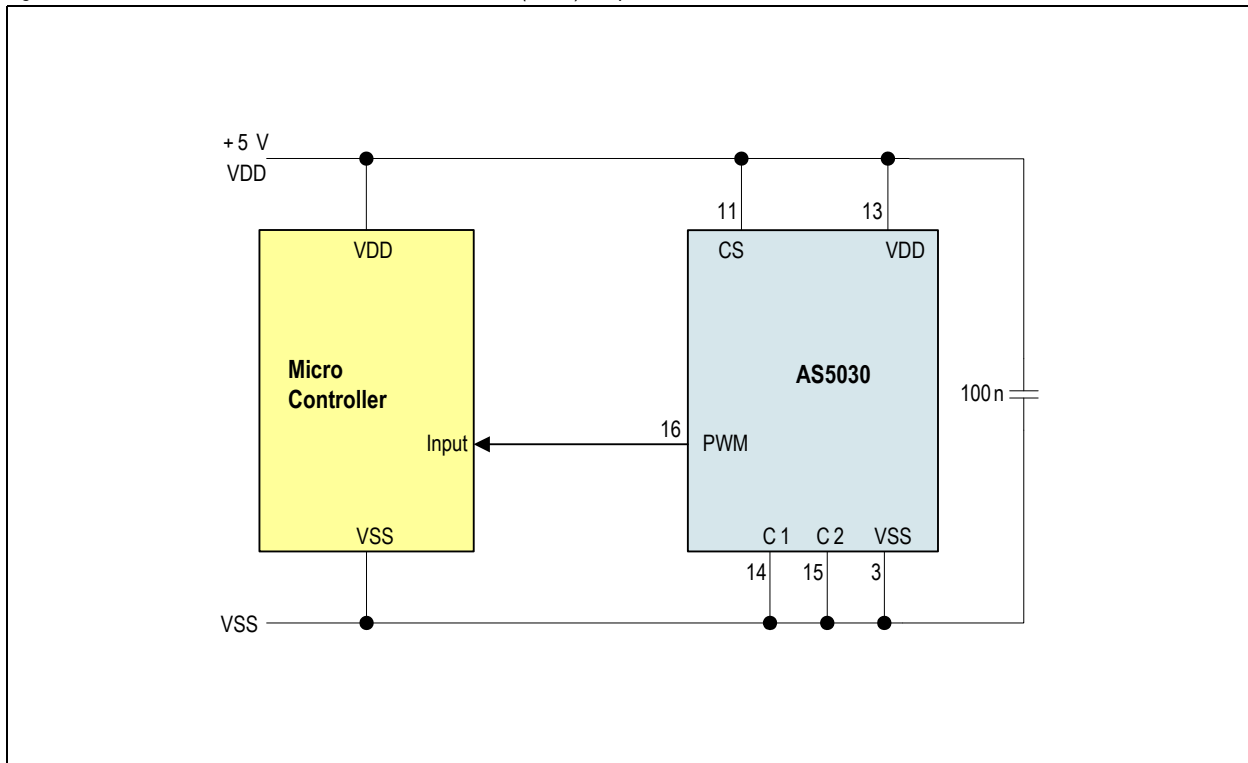 +5 V
VDD
11
13
VDD
CS
VDD
Micro
Controller
AS5030
100n
16
Input
PWM
VSS
C1
C2
VSS
14
15
3
VSS